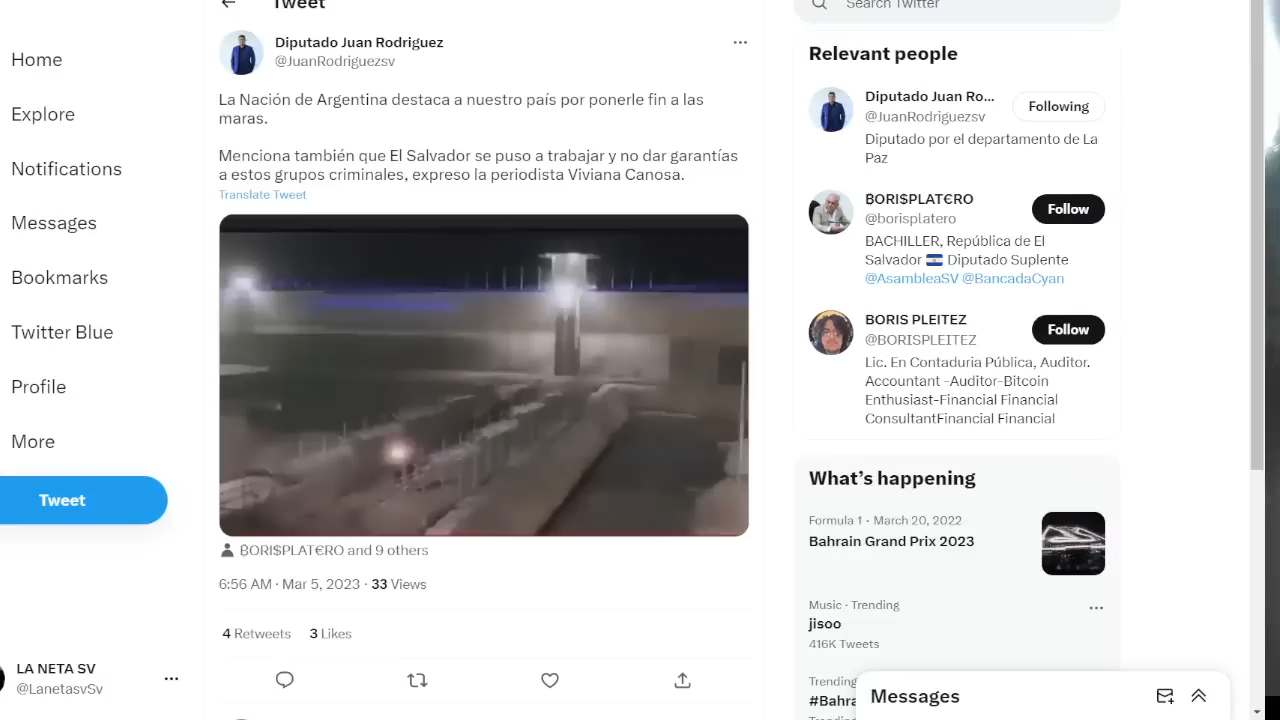 Home
Explore
Notifications
Messages
Bookmarks
Twitter Blue
Profile
More
Tweet
LA NETA SV
@LanetasvSv
Tweet
Diputado Juan Rodriguez
@JuanRodriguezsv
La Nación de Argentina destaca a nuestro país por ponerle fin a las
maras.
Menciona también que El Salvador se puso a trabajar y no dar garantías
a estos grupos criminales, expreso la periodista Viviana Canosa.
Translate Tweet
฿ORI$PLAT€RO and 9 others
6:56 AM · Mar 5, 2023 · 33 Views
4 Retweets 3 Likes
Search Twitter
Relevant people
Diputado Juan Ro...
@JuanRodriguezsv
Following
Diputado por el departamento de La
Paz
฿ORI$PLAT€RO
@borisplatero
Follow
BACHILLER, República de El
Salvador 🇸🇻 Diputado Suplente
@AsambleaSV @BancadaCyan
BORIS PLEITEZ
@BORISPLEITEZ
Follow
Lic. En Contaduria Pública, Auditor.
Accountant -Auditor-Bitcoin
Enthusiast-Financial Financial
ConsultantFinancial Financial
What's happening
Formula 1 · March 20, 2022
Bahrain Grand Prix 2023
Music · Trending
jisoo
416K Tweets
Trending
#Bahra
Messages